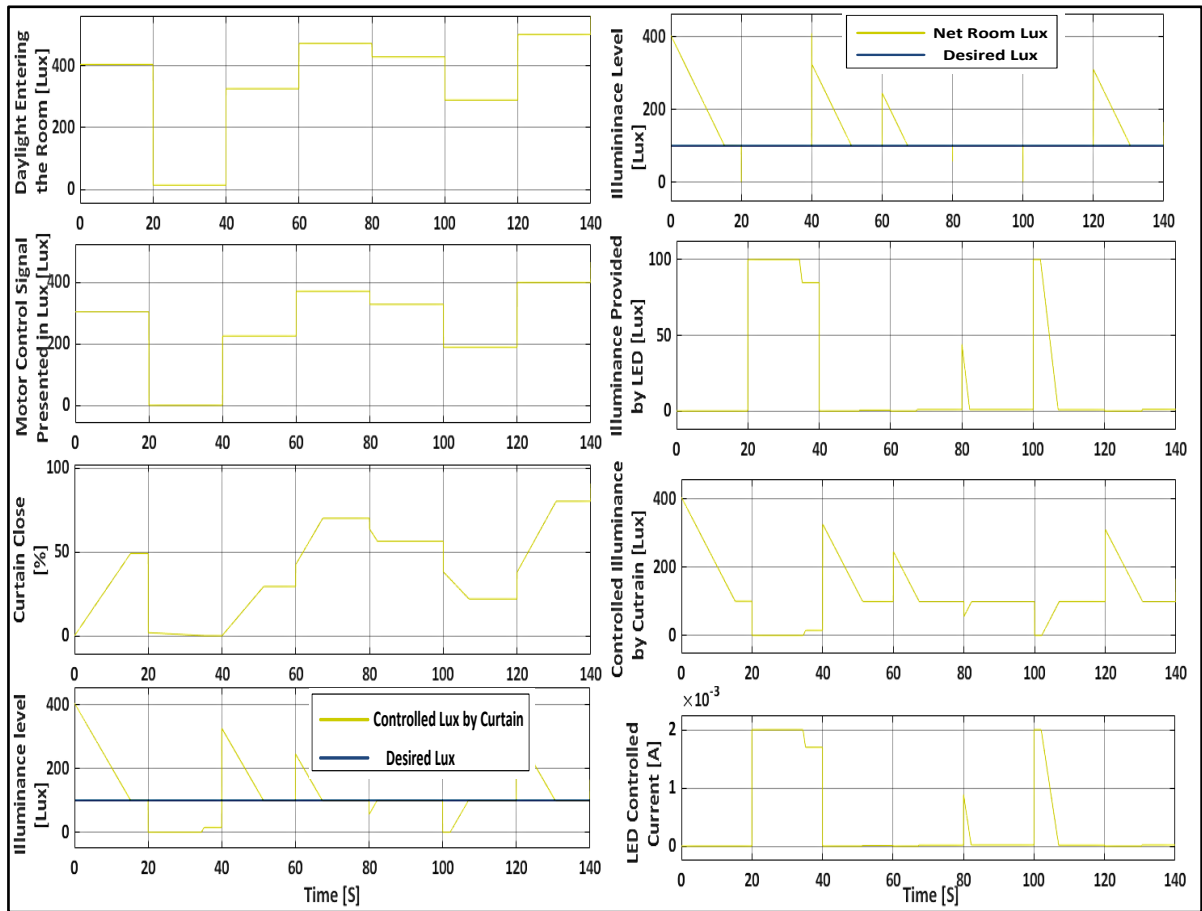 Daylight Entering
the Room [Lux]
400
200
0
0 20 40 60 80 100 120 140
Motor Control Signal
Presented in Lux [Lux]
400
200
0
0 20 40 60 80 100 120 140
Curtain Close
[%]
100
50
0
0 20 40 60 80 100 120 140
Illuminance level
[Lux]
400
200
0
Controlled Lux by Curtain
Desired Lux
0 20 40 60 80 100 120 140
Time [S]
Illumininace Level
[Lux]
400
200
0
Net Room Lux
Desired Lux
0 20 40 60 80 100 120 140
Illuminance Provided
by LED [Lux]
100
50
0
0 20 40 60 80 100 120 140
Controlled Illuminance
by Cutrain [Lux]
400
200
0
0 20 40 60 80 100 120 140
×10⁻³
LED Controlled
Current [A]
2
1
0
0 20 40 60 80 100 120 140
Time [S]